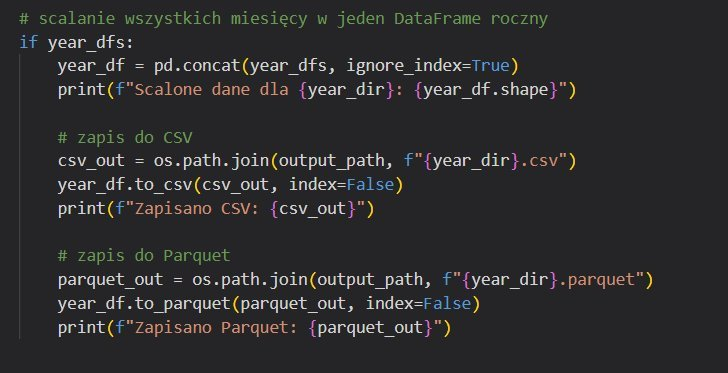 # scalanie wszystkich miesięcy w jeden DataFrame roczny
if year_dfs:
    year_df = pd.concat(year_dfs, ignore_index=True)
    print(f"Scalone dane dla {year_dir}: {year_df.shape}")

    # zapis do CSV
    csv_out = os.path.join(output_path, f"{year_dir}.csv")
    year_df.to_csv(csv_out, index=False)
    print(f"Zapisano CSV: {csv_out}")

    # zapis do Parquet
    parquet_out = os.path.join(output_path, f"{year_dir}.parquet")
    year_df.to_parquet(parquet_out, index=False)
    print(f"Zapisano Parquet: {parquet_out}")